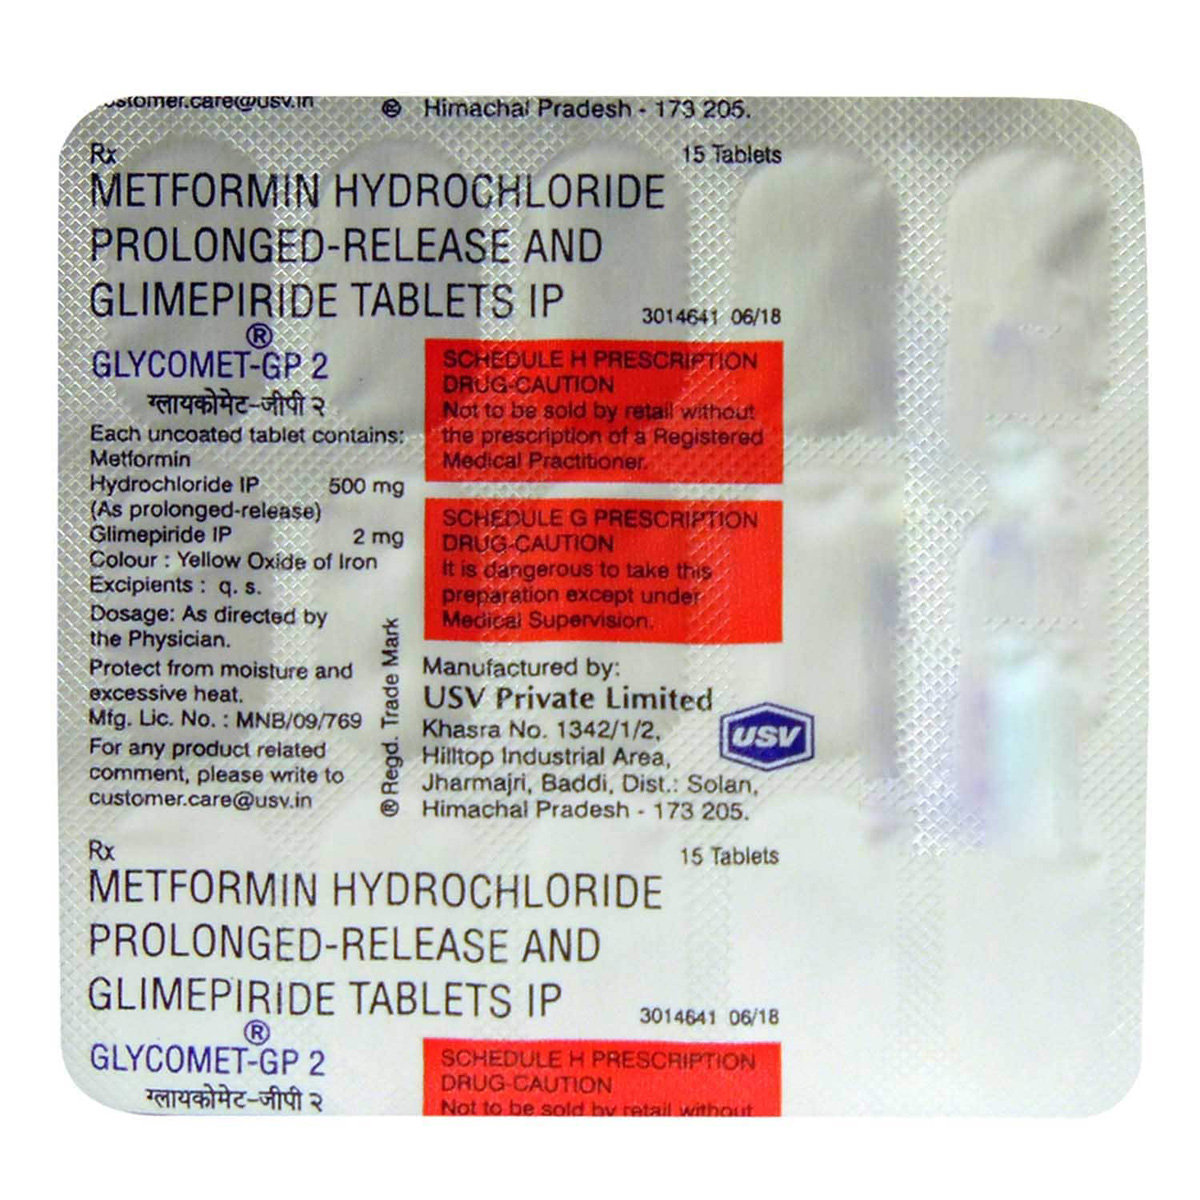 customer.care@usv.in
® Himachal Pradesh - 173 205.
Rx
15 Tablets
METFORMIN HYDROCHLORIDE
PROLONGED-RELEASE AND
GLIMEPIRIDE TABLETS IP
3014641 06/18
GLYCOMET®-GP 2
ग्लायकोमेट-जीपी २
Each uncoated tablet contains:
Metformin
Hydrochloride IP 500 mg
(As prolonged-release)
Glimepiride IP 2 mg
Colour : Yellow Oxide of Iron
Excipients : q. s.
Dosage: As directed by
the Physician.
Protect from moisture and
excessive heat.
Mfg. Lic. No. : MNB/09/769
For any product related
comment, please write to
customer.care@usv.in
® Regd. Trade Mark
SCHEDULE H PRESCRIPTION
DRUG-CAUTION
Not to be sold by retail without
the prescription of a Registered
Medical Practitioner.
SCHEDULE G PRESCRIPTION
DRUG-CAUTION
It is dangerous to take this
preparation except under
Medical Supervision.
Manufactured by:
USV Private Limited
Khasra No. 1342/1/2,
Hilltop Industrial Area,
Jharmajri, Baddi, Dist.: Solan,
Himachal Pradesh - 173 205.
USV
Rx
15 Tablets
METFORMIN HYDROCHLORIDE
PROLONGED-RELEASE AND
GLIMEPIRIDE TABLETS IP
3014641 06/18
GLYCOMET®-GP 2
ग्लायकोमेट-जीपी २
SCHEDULE H PRESCRIPTION
DRUG-CAUTION
Not to be sold by retail without